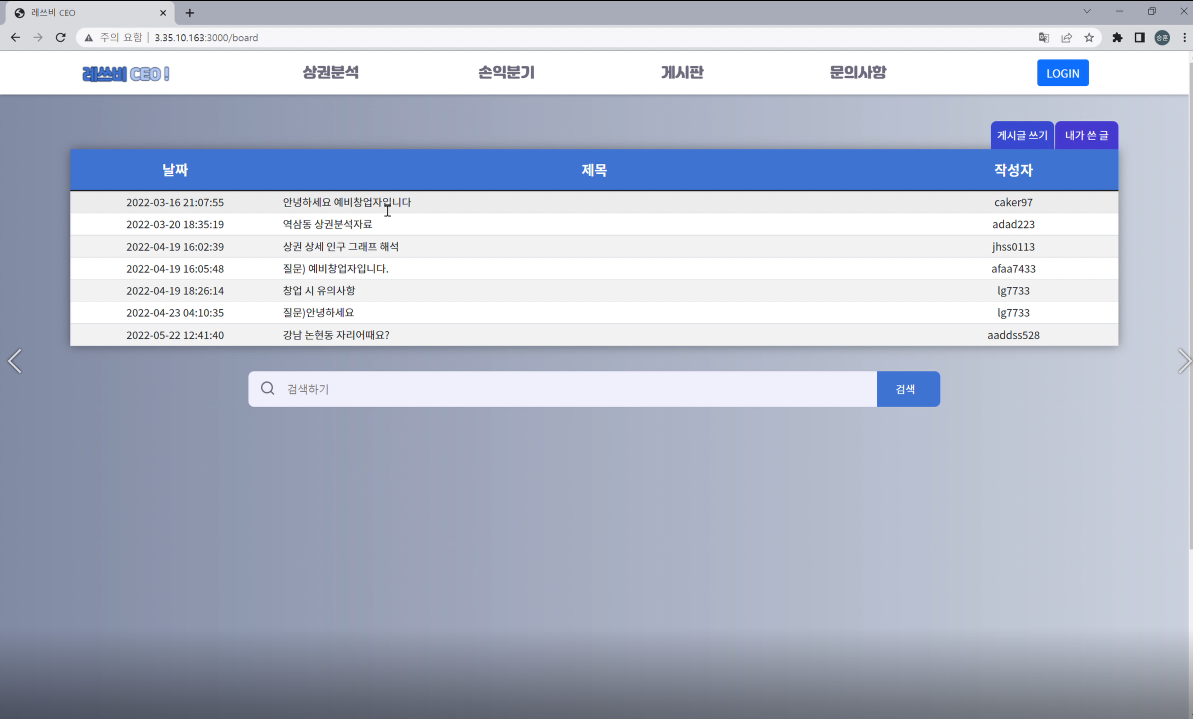 레쓰비 CEO
주의 요함 3.35.10.163:3000/board
레쓰비 CEO ! 상권분석 손익분기 게시판 문의사항 LOGIN
게시글 쓰기 내가 쓴 글
날짜 제목 작성자
2022-03-16 21:07:55 안녕하세요 예비창업자입니다 caker97
2022-03-20 18:35:19 역삼동 상권분석자료 adad223
2022-04-19 16:02:39 상권 상세 인구 그래프 해석 jhss0113
2022-04-19 16:05:48 질문) 예비창업자입니다. afaa7433
2022-04-19 18:26:14 창업 시 유의사항 lg7733
2022-04-23 04:10:35 질문)안녕하세요 lg7733
2022-05-22 12:41:40 강남 논현동 자리어때요? aaddss528
검색하기 검색